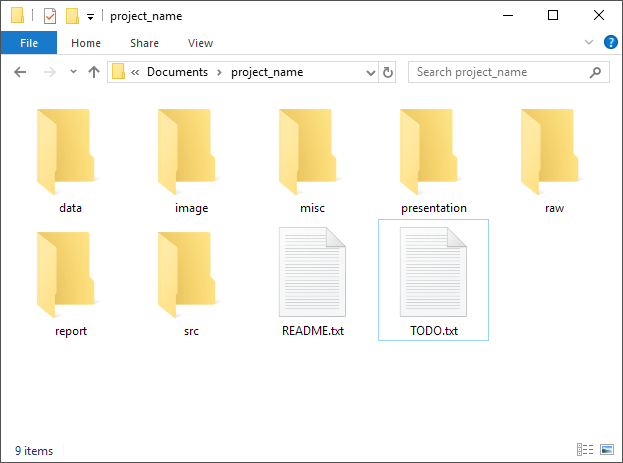 project_name
File Home Share View
« Documents > project_name
Search project_name
data image misc presentation raw
report src README.txt TODO.txt
9 items